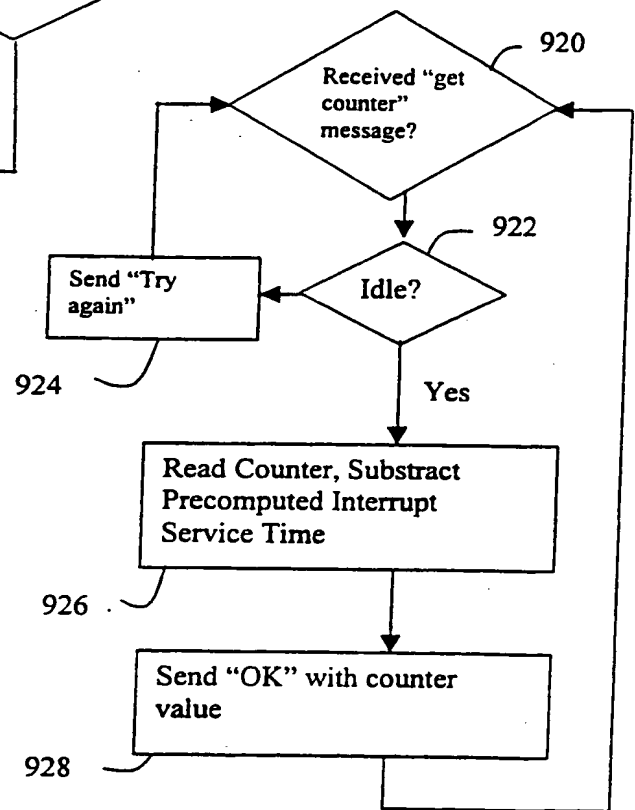 920
Received “get
counter”
message?
922
Idle?
Send “Try
again”
924
Yes
Read Counter, Substract
Precomputed Interrupt
Service Time
926
Send “OK” with counter
value
928